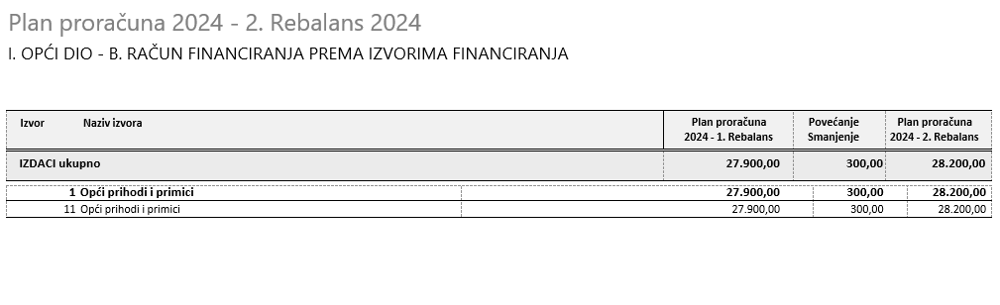 Plan proračuna 2024 - 2. Rebalans 2024
I. OPĆI DIO - B. RAČUN FINANCIRANJA PREMA IZVORIMA FINANCIRANJA
Izvor Naziv izvora Plan proračuna 2024 - 1. Rebalans Povećanje Smanjenje Plan proračuna 2024 - 2. Rebalans
IZDACI ukupno 27.900,00 300,00 28.200,00
1 Opći prihodi i primici 27.900,00 300,00 28.200,00
11 Opći prihodi i primici 27.900,00 300,00 28.200,00